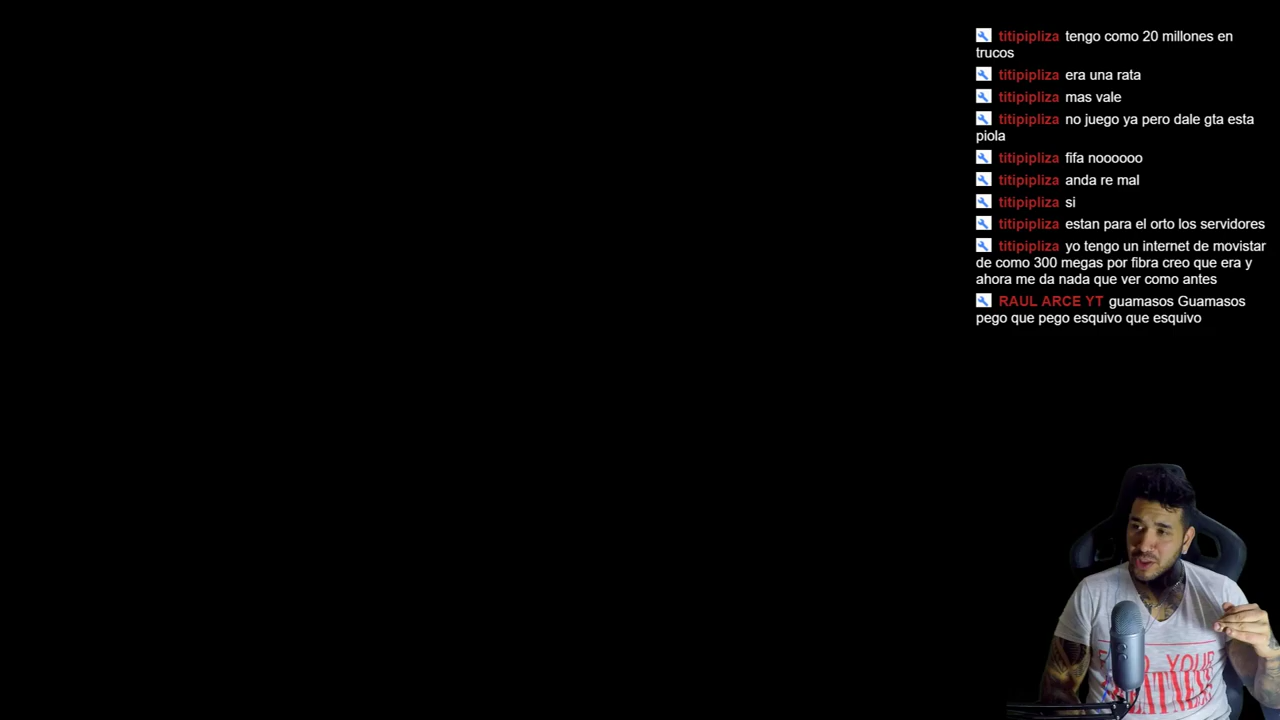 titipipliza tengo como 20 millones en
trucos
titipipliza era una rata
titipipliza mas vale
titipipliza no juego ya pero dale gta esta
piola
titipipliza fifa noooooo
titipipliza anda re mal
titipipliza si
titipipliza estan para el orto los servidores
titipipliza yo tengo un internet de movistar
de como 300 megas por fibra creo que era y
ahora me da nada que ver como antes
RAUL ARCE YT guamasos Guamasos
pego que pego esquivo que esquivo
YOUR